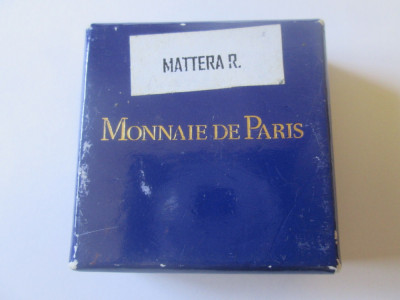 MATTERA R.
MONNAIE DE PARIS